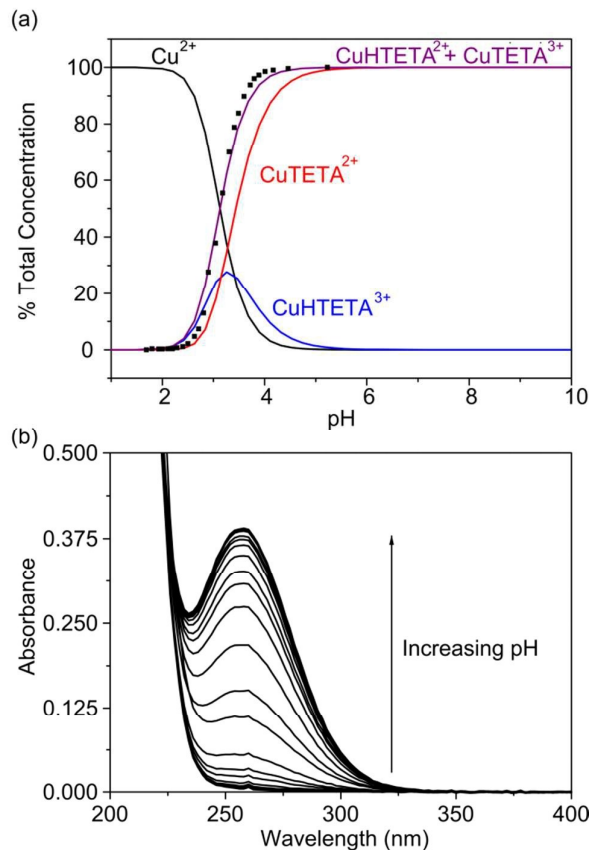 (a)
Cu2+
CuHTETA2++ CuTETA3+
100
80
60
40
20
0
% Total Concentration
CuTETA2+
CuHTETA3+
2
4
6
8
10
pH
(b)
0.500
0.375
0.250
0.125
0.000
Absorbance
Increasing pH
200
250
300
350
400
Wavelength (nm)